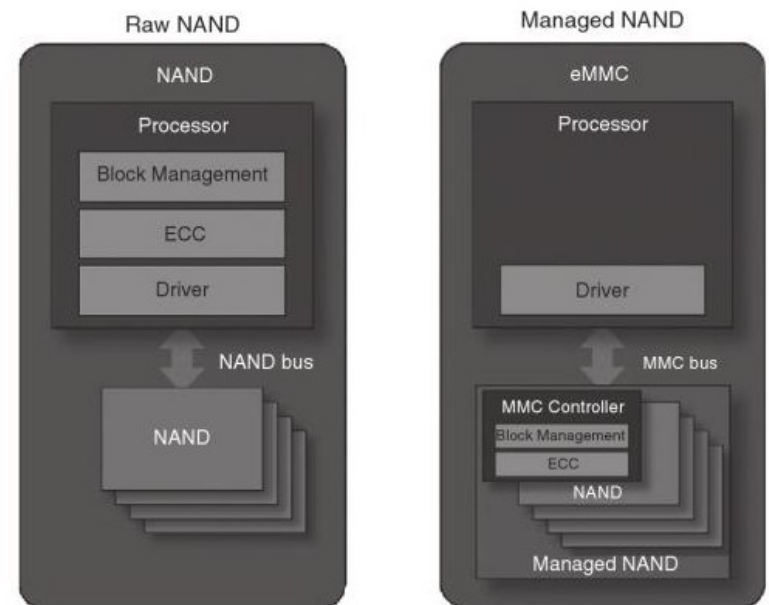 Raw NAND
NAND
Processor
Block Management
ECC
Driver
NAND bus
NAND
Managed NAND
eMMC
Processor
Driver
MMC bus
MMC Controller
Block Management
ECC
NAND
Managed NAND